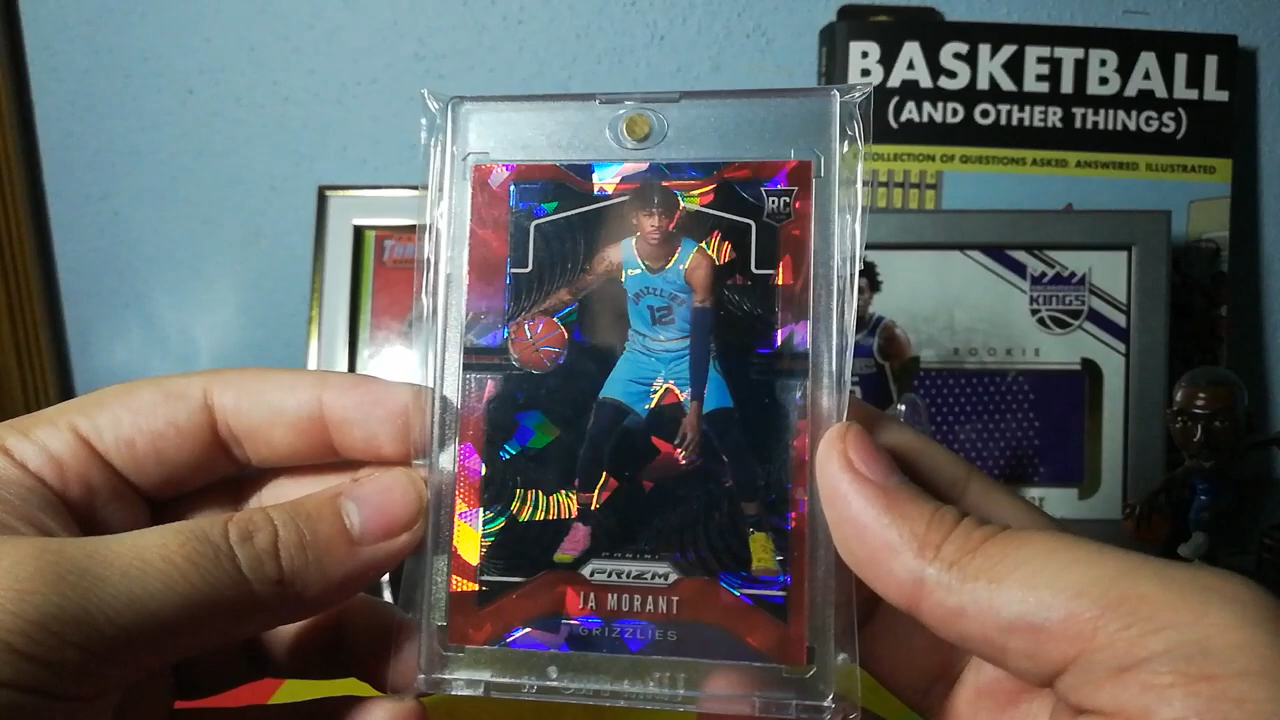 BASKETBALL
(AND OTHER THINGS)
COLLECTION OF QUESTIONS ASKED. ANSWERED. ILLUSTRATED
RC
GRIZZLIES
12
PANINI
PRIZM
JA MORANT
GRIZZLIES
KINGS
ROOKIE